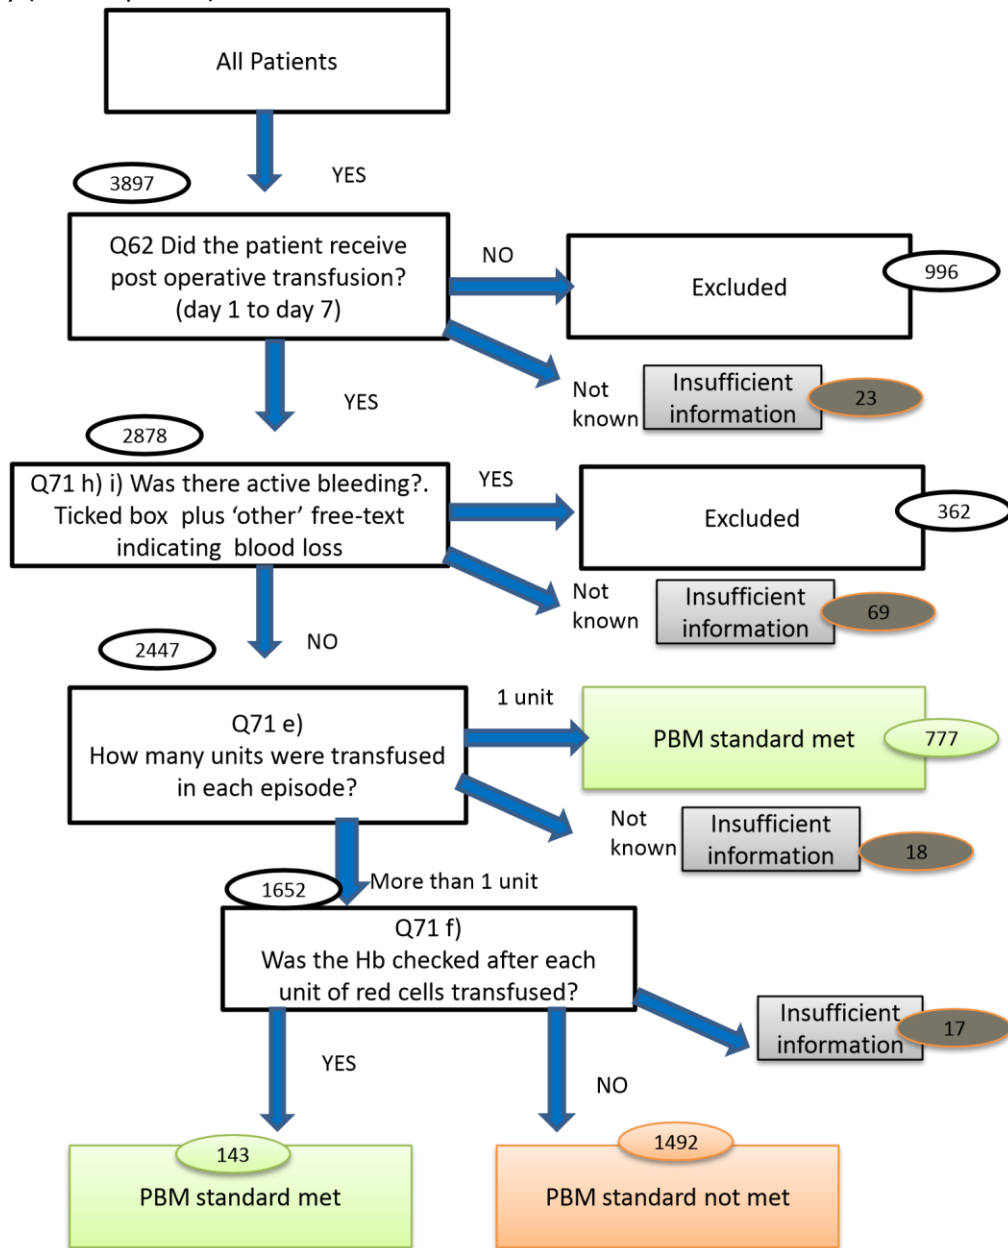 All Patients
YES
3897
Q62 Did the patient receive
post operative transfusion?
(day 1 to day 7)
NO
Excluded
996
Not
known
Insufficient
information
23
YES
2878
Q71 h) i) Was there active bleeding?.
Ticked box plus ‘other’ free-text
indicating blood loss
YES
Excluded
362
Not
known
Insufficient
information
69
NO
2447
Q71 e)
How many units were transfused
in each episode?
1 unit
PBM standard met
777
Not
known
Insufficient
information
18
1652
More than 1 unit
Q71 f)
Was the Hb checked after each
unit of red cells transfused?
Insufficient
information
17
YES
NO
143
PBM standard met
1492
PBM standard not met